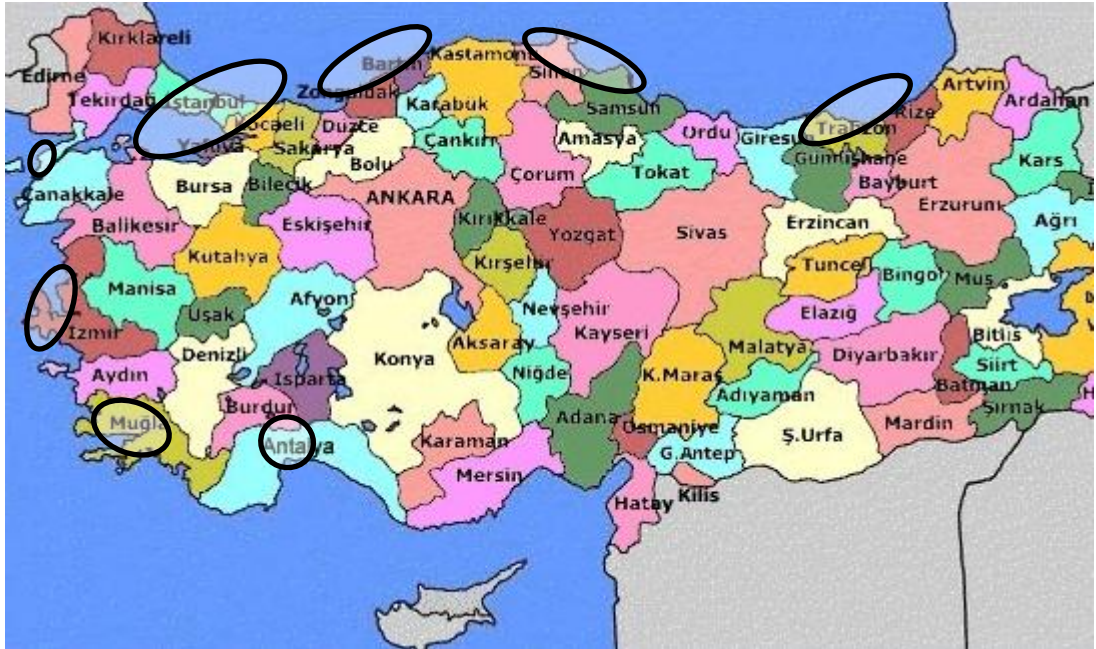 Kırklareli
Edirne
Tekirdağ
İstanbul
Kocaeli
Yalova
Sakarya
Düzce
Zonguldak
Bartın
Karabük
Kastamonu
Sinop
Samsun
Ordu
Giresu
Trabzon
Rize
Artvin
Ardahan
Kars
Gümüşhane
Bayburt
Erzurum
Ağrı
Çanakkale
Balikesir
Bursa
Bilecik
Bolu
Çankırı
Çorum
Amasya
Tokat
Sivas
Erzincan
Eskişehir
ANKARA
Kırıkkale
Yozgat
Kırşehir
Kutahya
Manisa
Uşak
Afyon
İzmir
Aydın
Denizli
Isparta
Burdur
Muğla
Antalya
Konya
Aksaray
Nevşehir
Niğde
Kayseri
Karaman
Mersin
Adana
K.Maraş
Malatya
Elazığ
Tuncel
Bingöl
Muş
Bitlis
Diyarbakır
Batman
Siirt
Şırnak
Mardin
Adıyaman
Ş.Urfa
G.Antep
Osmaniye
Kilis
Hatay